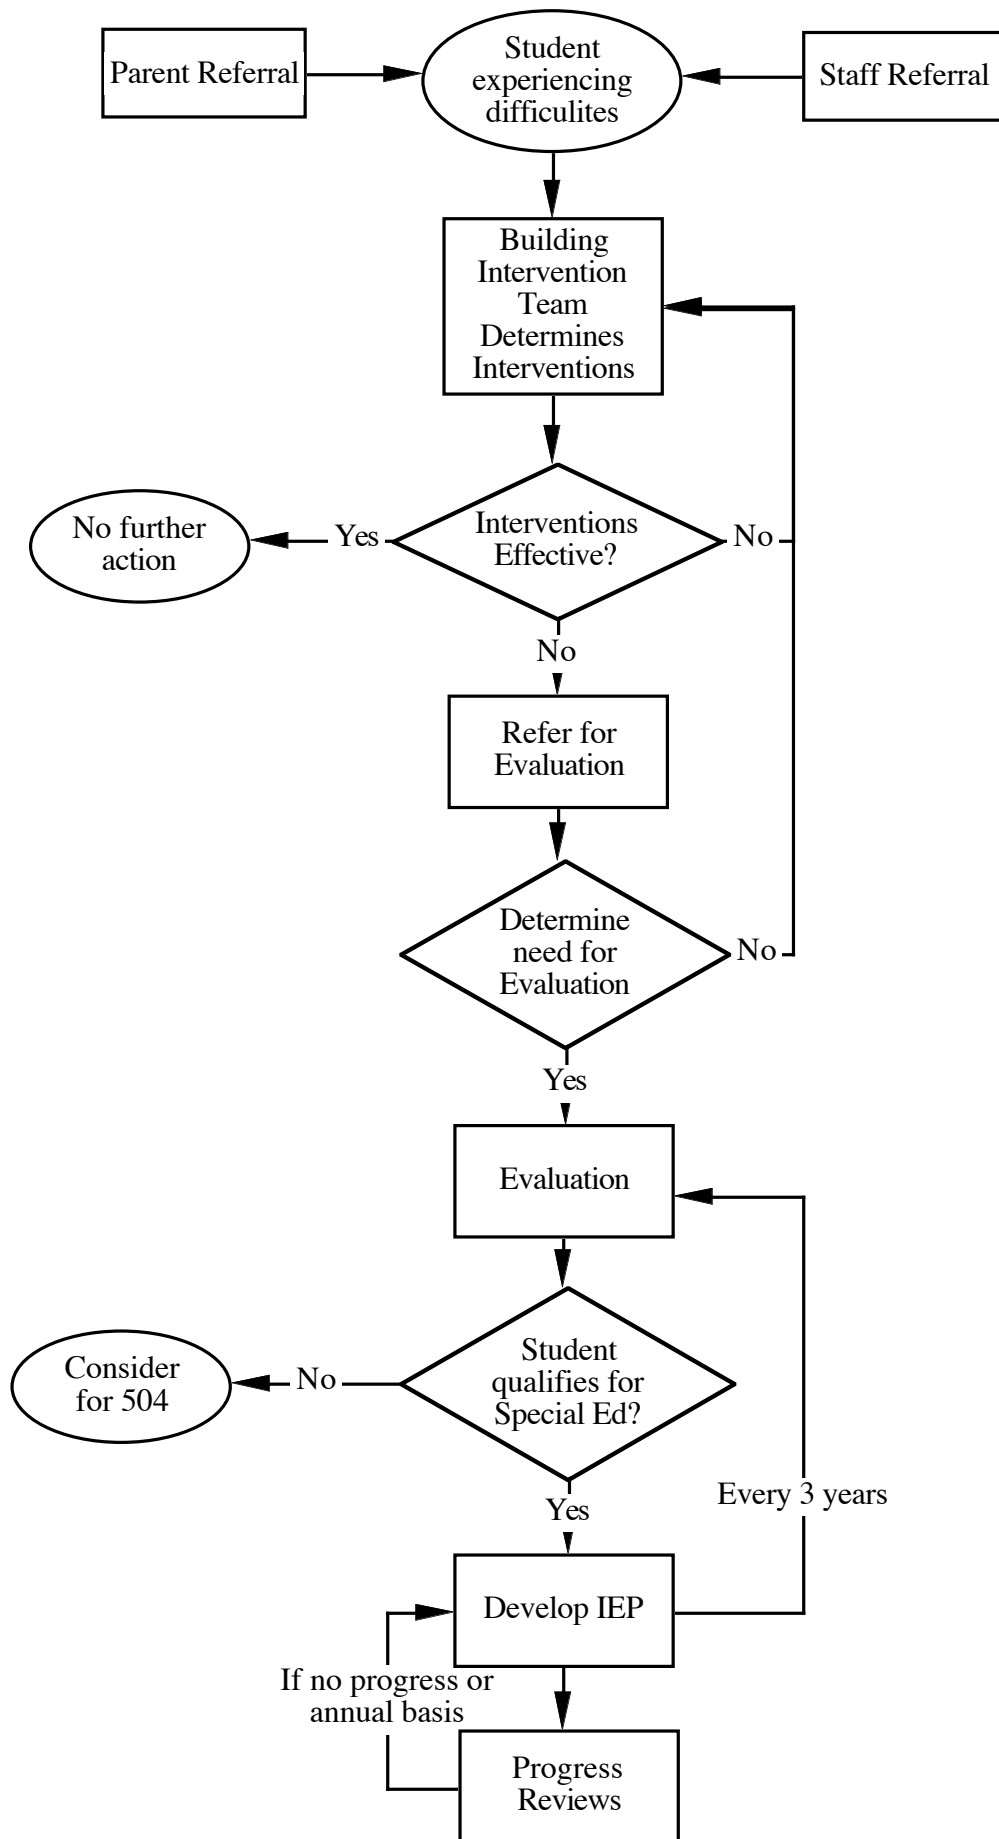 Parent Referral
Student
experiencing
difficulites
Staff Referral
Building
Intervention
Team
Determines
Interventions
No further
action
Yes
Interventions
Effective?
No
No
Refer for
Evaluation
Determine
need for
Evaluation
No
Yes
Evaluation
Consider
for 504
No
Student
qualifies for
Special Ed?
Every 3 years
Yes
Develop IEP
If no progress or
annual basis
Progress
Reviews